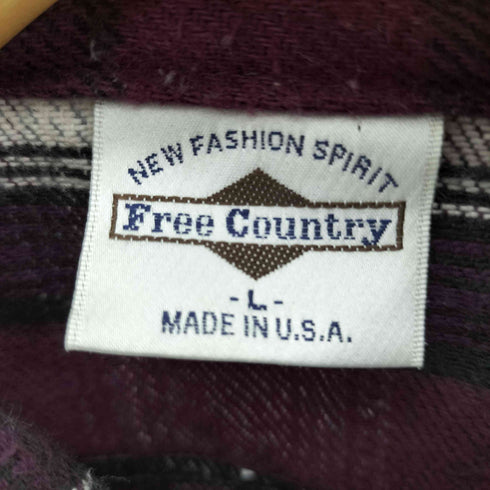 NEW FASHION SPIRIT
Free Country
-L-
MADE IN U.S.A.